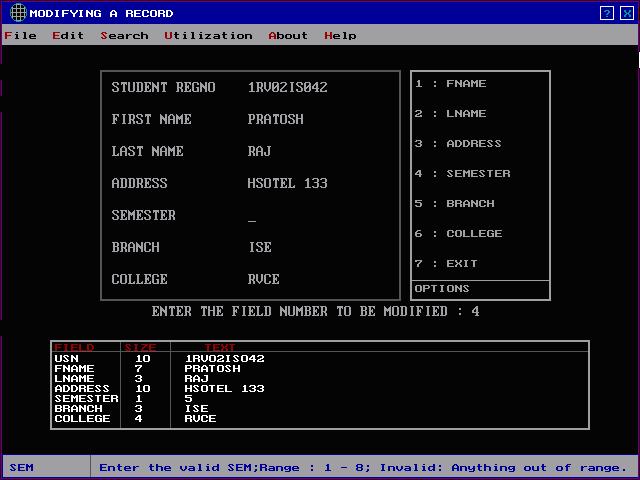 MODIFYING A RECORD ? X
File Edit Search Utilization About Help
STUDENT REGNO 1RV02IS042
FIRST NAME PRATOSH
LAST NAME RAJ
ADDRESS HSOTEL 133
SEMESTER _
BRANCH ISE
COLLEGE RVCE
1 : FNAME
2 : LNAME
3 : ADDRESS
4 : SEMESTER
5 : BRANCH
6 : COLLEGE
7 : EXIT
OPTIONS
ENTER THE FIELD NUMBER TO BE MODIFIED : 4
FIELD SIZE TEXT
USN 10 1RV02IS042
FNAME 7 PRATOSH
LNAME 3 RAJ
ADDRESS 10 HSOTEL 133
SEMESTER 1 5
BRANCH 3 ISE
COLLEGE 4 RVCE
SEM Enter the valid SEM;Range : 1 - 8; Invalid: Anything out of range.